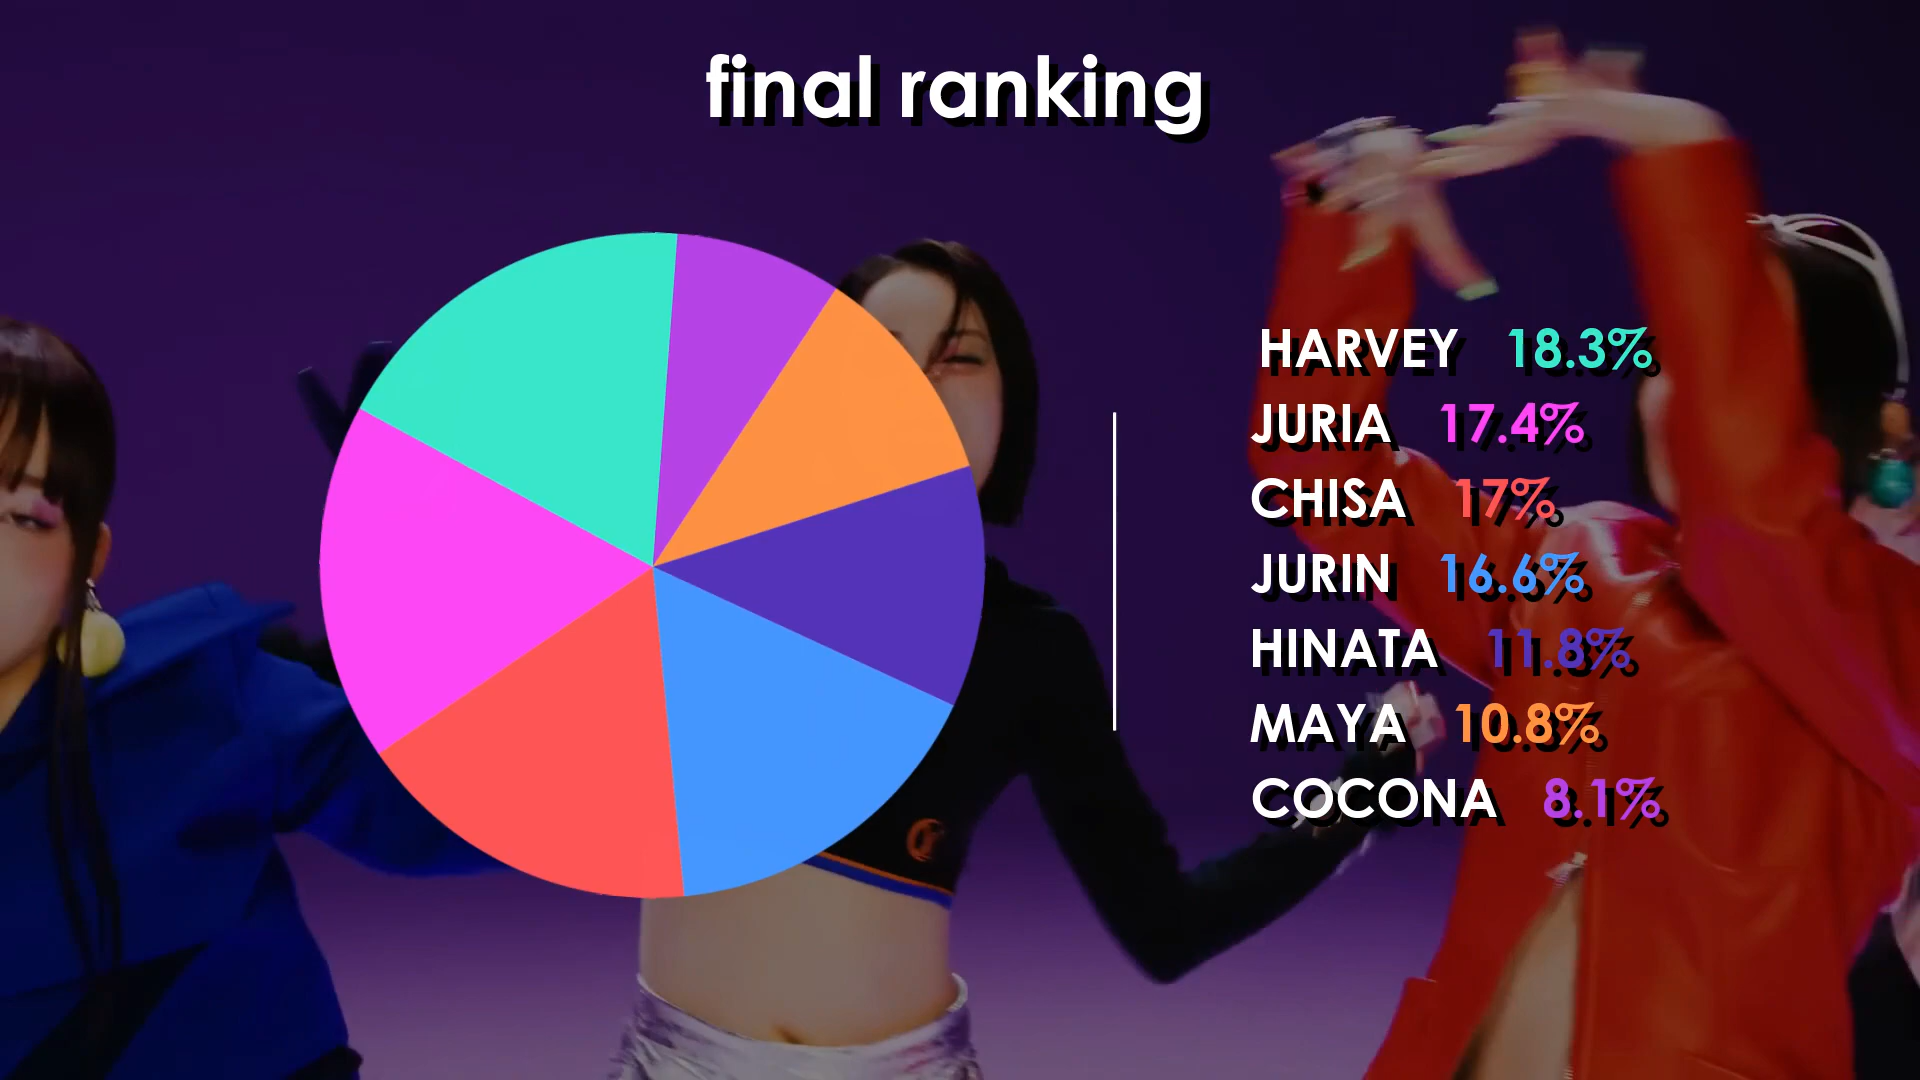 final ranking
HARVEY 18.3%
JURIA 17.4%
CHISA 17%
JURIN 16.6%
HINATA 11.8%
MAYA 10.8%
COCONA 8.1%